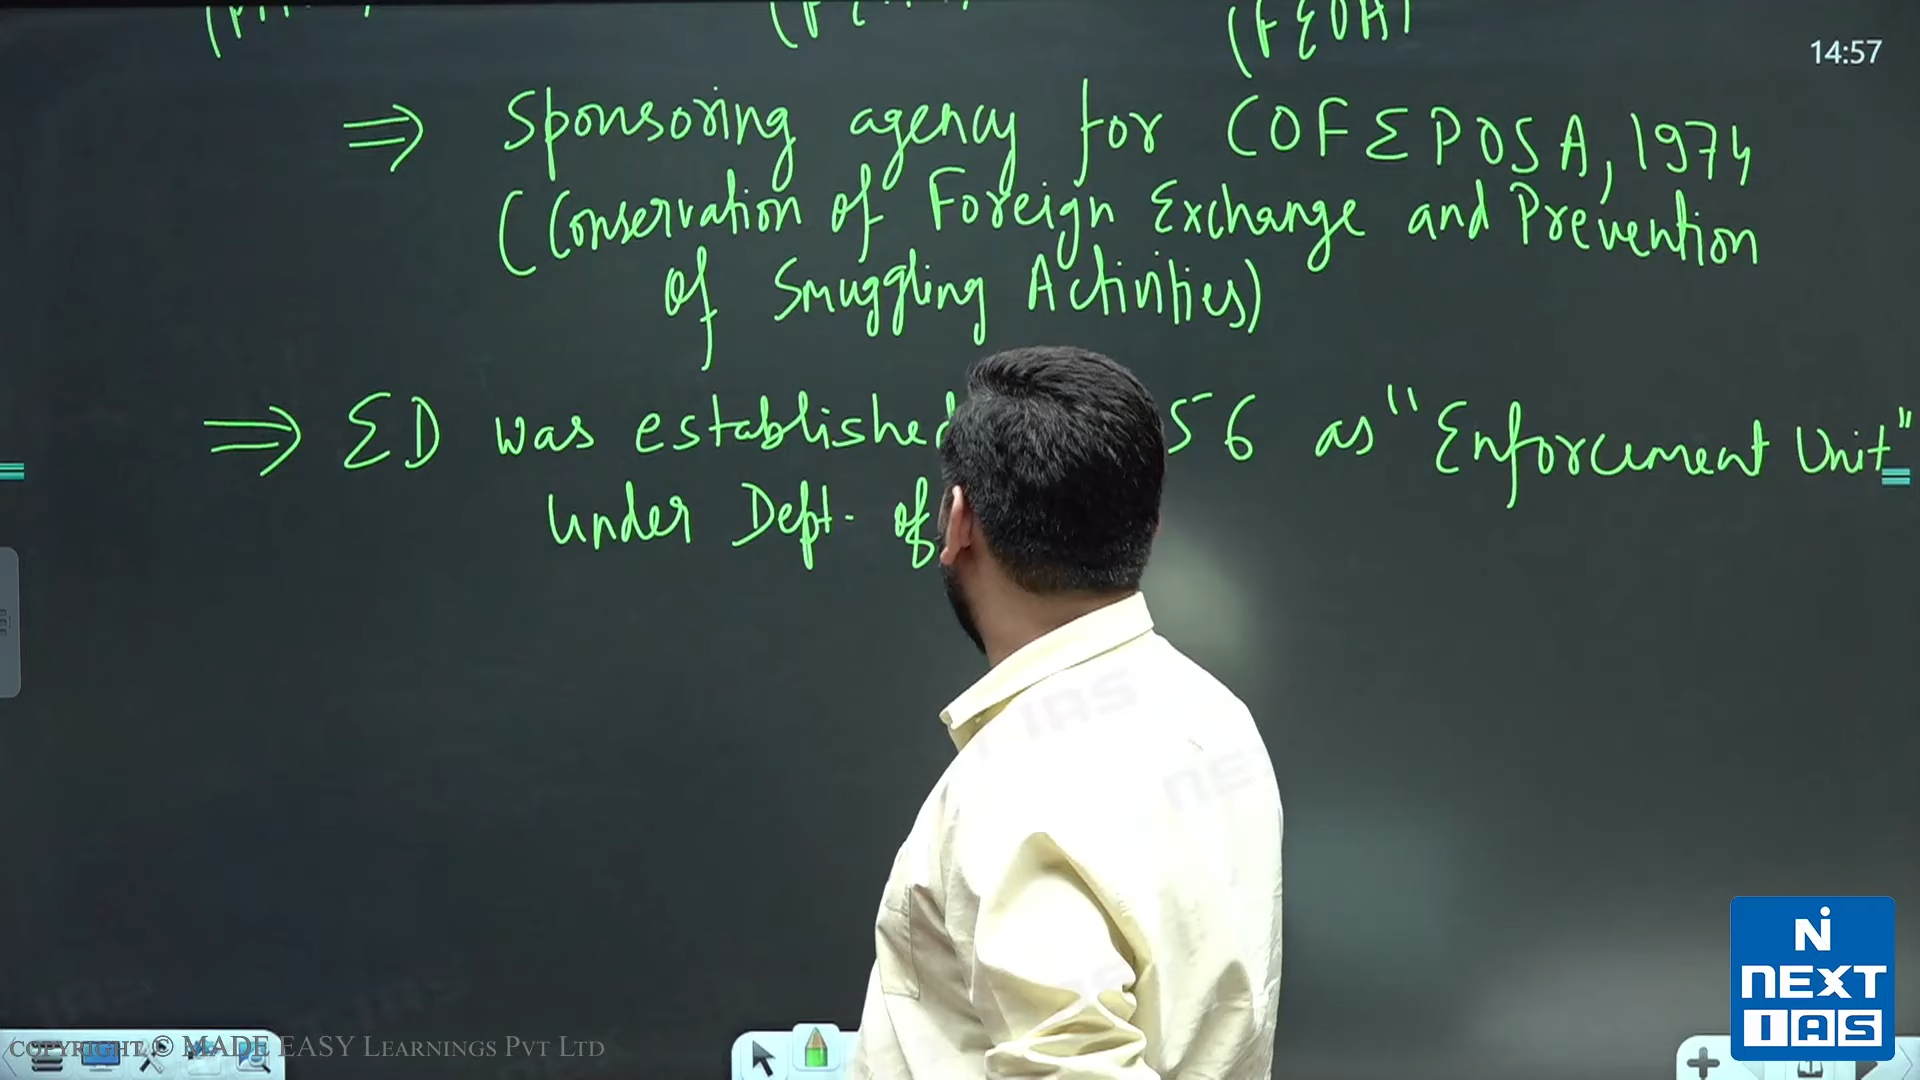 14:57
(FEOA)
⇒ Sponsoring agency for COFEPOSA, 1974
(Conservation of Foreign Exchange and Prevention
of Smuggling Activities)
⇒ ED was established 56 as "Enforcement Unit"
under Dept. of
NEXT
IAS
COPYRIGHT © MADE EASY LEARNINGS PVT LTD